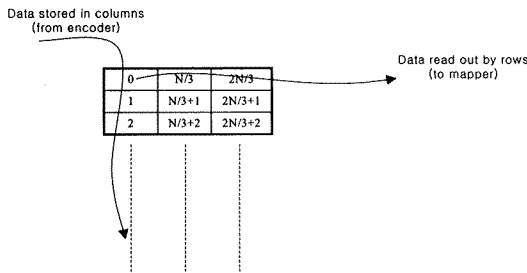 Data stored in columns
(from encoder)
Data read out by rows
(to mapper)
0 N/3 2N/3
1 N/3+1 2N/3+1
2 N/3+2 2N/3+2